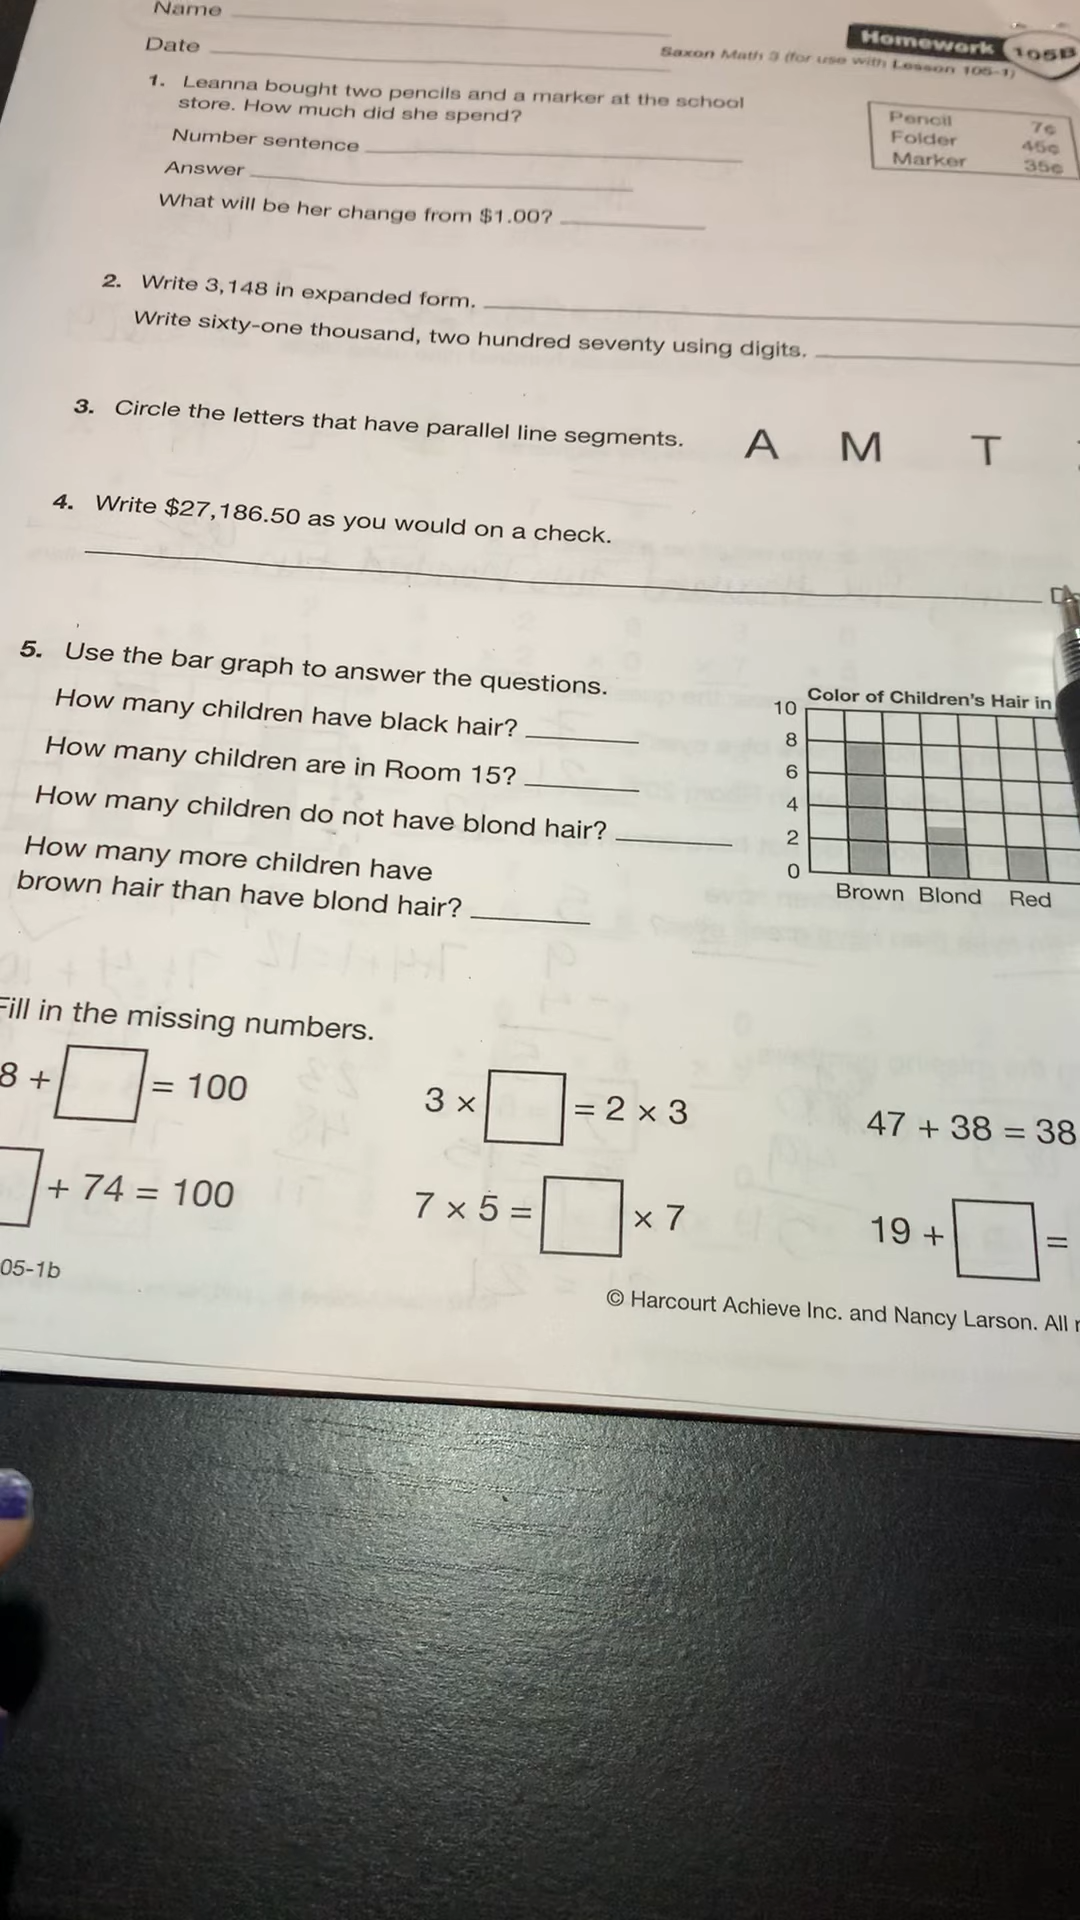 Name
Date
Homework 105B
Saxon Math 3 (for use with Lesson 105-1)
1. Leanna bought two pencils and a marker at the school
store. How much did she spend?
Pencil 7¢
Folder 45¢
Marker 35¢
Number sentence
Answer
What will be her change from $1.00?
2. Write 3,148 in expanded form.
Write sixty-one thousand, two hundred seventy using digits.
3. Circle the letters that have parallel line segments. A M T
4. Write $27,186.50 as you would on a check.
5. Use the bar graph to answer the questions.
How many children have black hair?
How many children are in Room 15?
How many children do not have blond hair?
How many more children have
brown hair than have blond hair?
Color of Children's Hair in
10
8
6
4
2
0
Brown Blond Red
Fill in the missing numbers.
8 + = 100 3 × = 2 × 3 47 + 38 = 38
+ 74 = 100 7 × 5 = × 7 19 + =
05-1b
© Harcourt Achieve Inc. and Nancy Larson. All